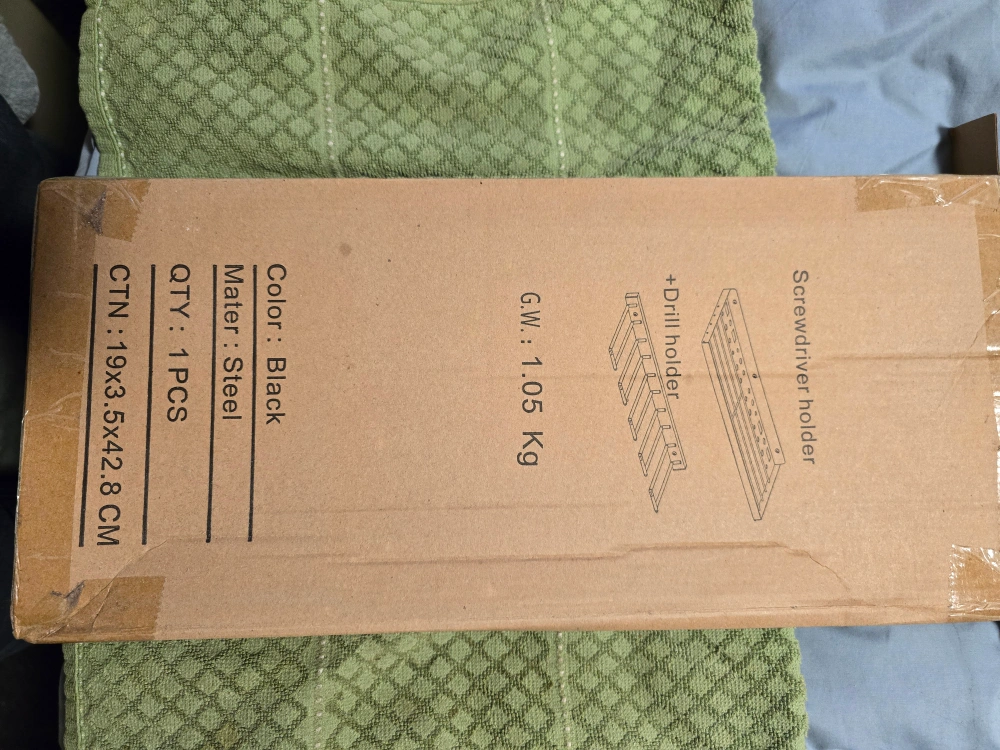 Screwdriver holder
+Drill holder
G.W. : 1.05 Kg
Color : Black
Mater : Steel
QTY : 1 PCS
CTN : 19x3.5x42.8 CM